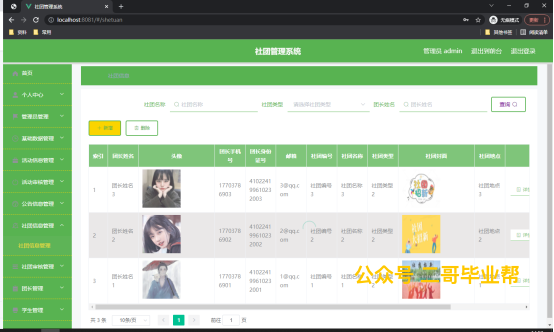 社团管理系统
localhost:8081/#/shetuan
无痕模式
更新
资料
常用
其他书签
阅读清单
社团管理系统
管理员 admin
退出到前台
退出登录
首页
个人中心
管理员管理
基础数据管理
活动信息管理
活动审核管理
公告信息管理
社团信息管理
社团信息管理
社团审核管理
团长管理
学生管理
社团名称
社团名称
社团类型
请选择社团类型
团长姓名
团长姓名
查询
新增
删除
索引 团长姓名 头像 团长手机号 团长身份证号 邮箱 社团编号 社团名称 社团类型 社团封面 社团地点
1 团长姓名3 17703786903 410224199610232003 3@qq.com 社团编号3 社团名称3 社团类型2 社团地点3
2 团长姓名2 17703786902 410224199610232002 2@qq.com 社团编号2 社团名称2 社团类型2 社团地点2
3 团长姓名1 17703786901 410224199610232001 1@qq.com 社团编号1 社团名称1 社团类型1 社团地点1
共 3 条 10条/页 1 前往 1 页
哥毕业帮